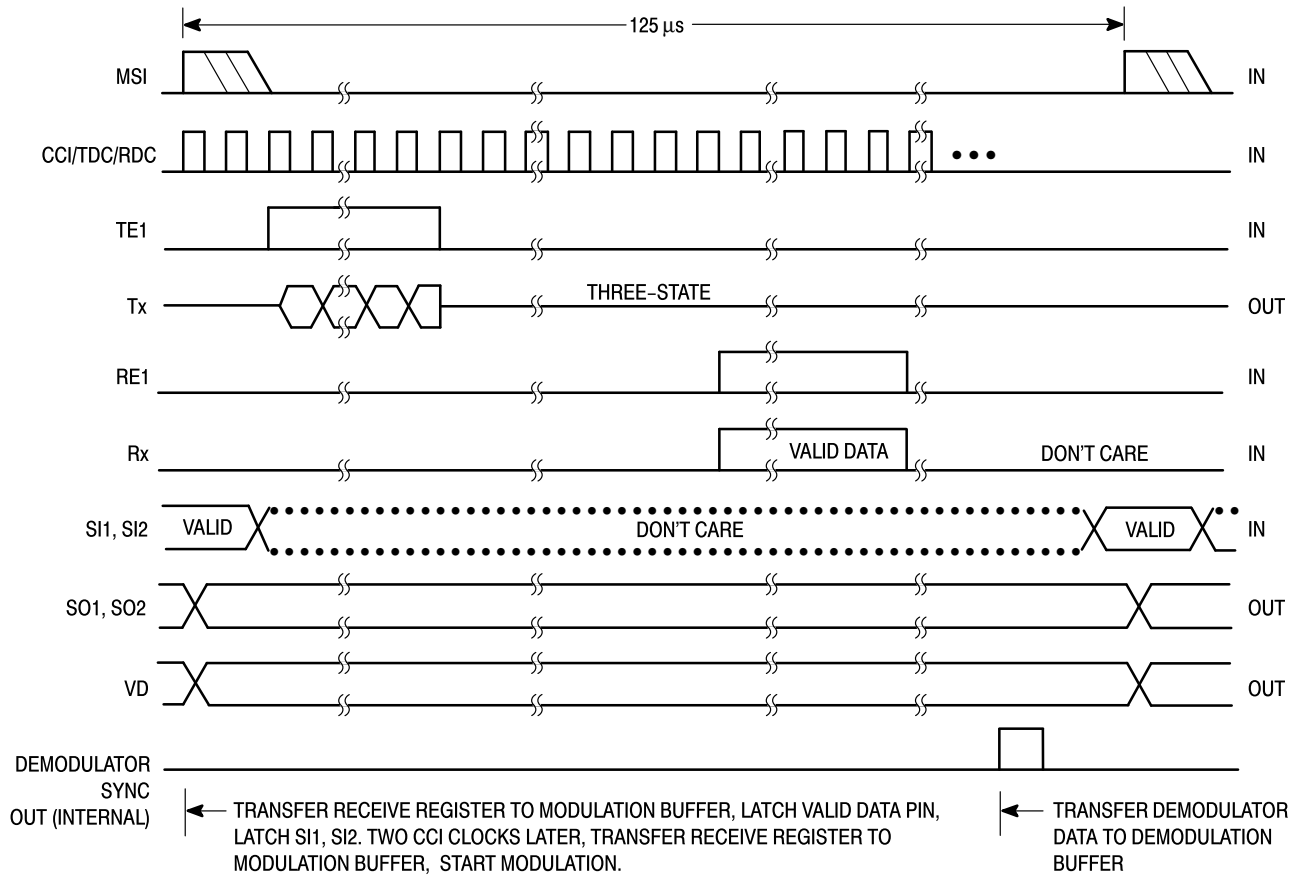 125 μs
MSI IN
CCI/TDC/RDC IN
TE1 IN
Tx THREE–STATE OUT
RE1 IN
Rx VALID DATA DON'T CARE IN
SI1, SI2 VALID DON'T CARE VALID IN
SO1, SO2 OUT
VD OUT
DEMODULATOR
SYNC
OUT (INTERNAL)
TRANSFER RECEIVE REGISTER TO MODULATION BUFFER, LATCH VALID DATA PIN,
LATCH SI1, SI2. TWO CCI CLOCKS LATER, TRANSFER RECEIVE REGISTER TO
MODULATION BUFFER, START MODULATION.
TRANSFER DEMODULATOR
DATA TO DEMODULATION
BUFFER